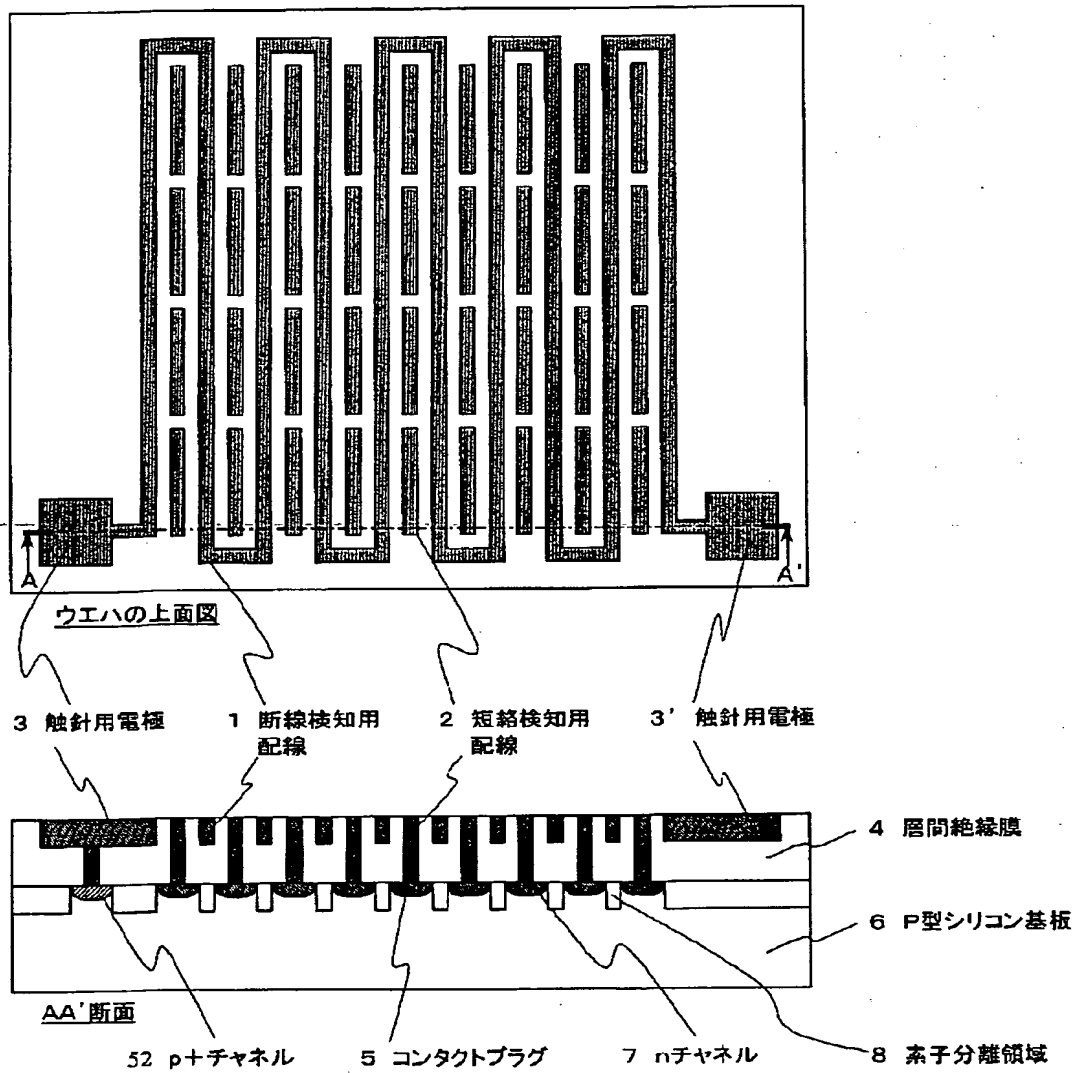 A
A'
ウエハの上面図
3 触針用電極
1 断線検知用
配線
2 短絡検知用
配線
3' 触針用電極
4 層間絶縁膜
6 P型シリコン基板
AA'断面
52 p+チャネル
5 コンタクトプラグ
7 nチャネル
8 素子分離領域